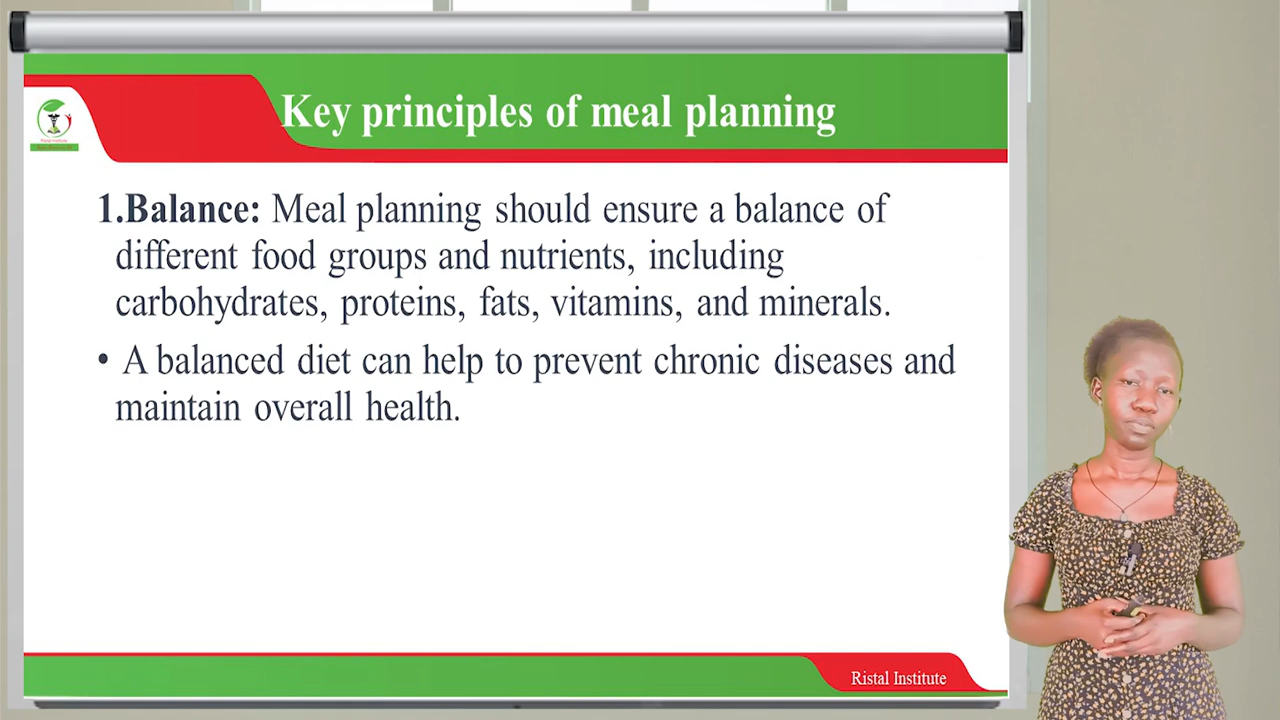 Key principles of meal planning
1.Balance: Meal planning should ensure a balance of
different food groups and nutrients, including
carbohydrates, proteins, fats, vitamins, and minerals.
• A balanced diet can help to prevent chronic diseases and
maintain overall health.
Ristal Institute
Ristal Institute